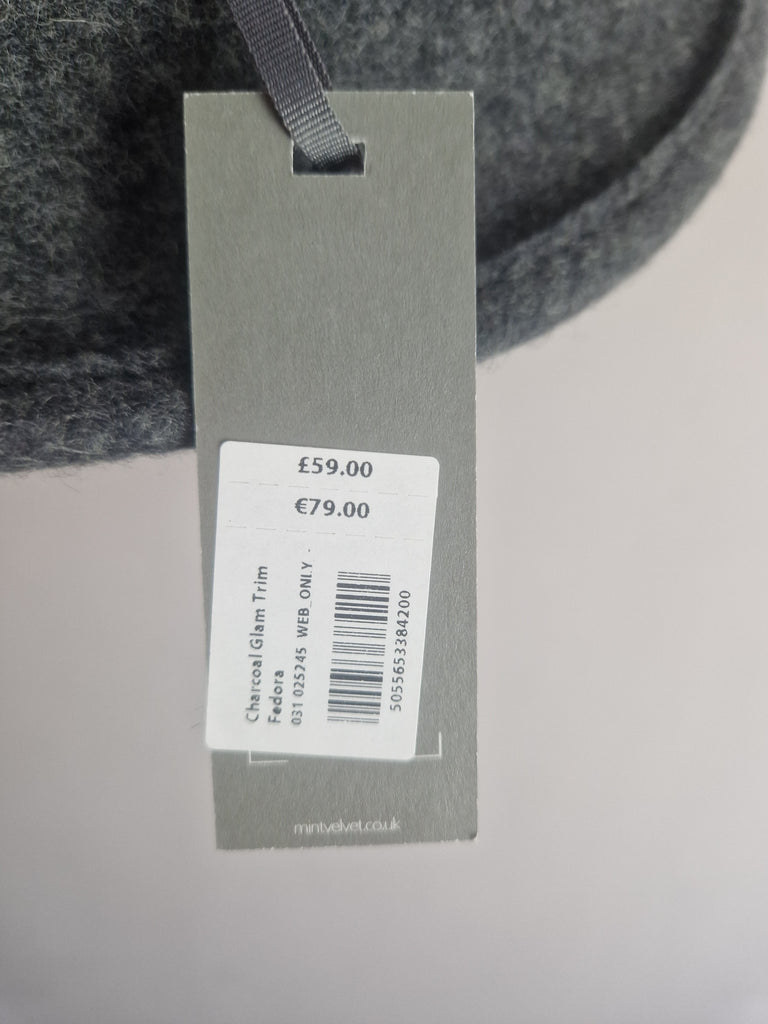 £59.00
€79.00
Charcoal Glam Trim
Fedora
031 025245 WEB_ONLY
5055653384200
mintvelvet.co.uk